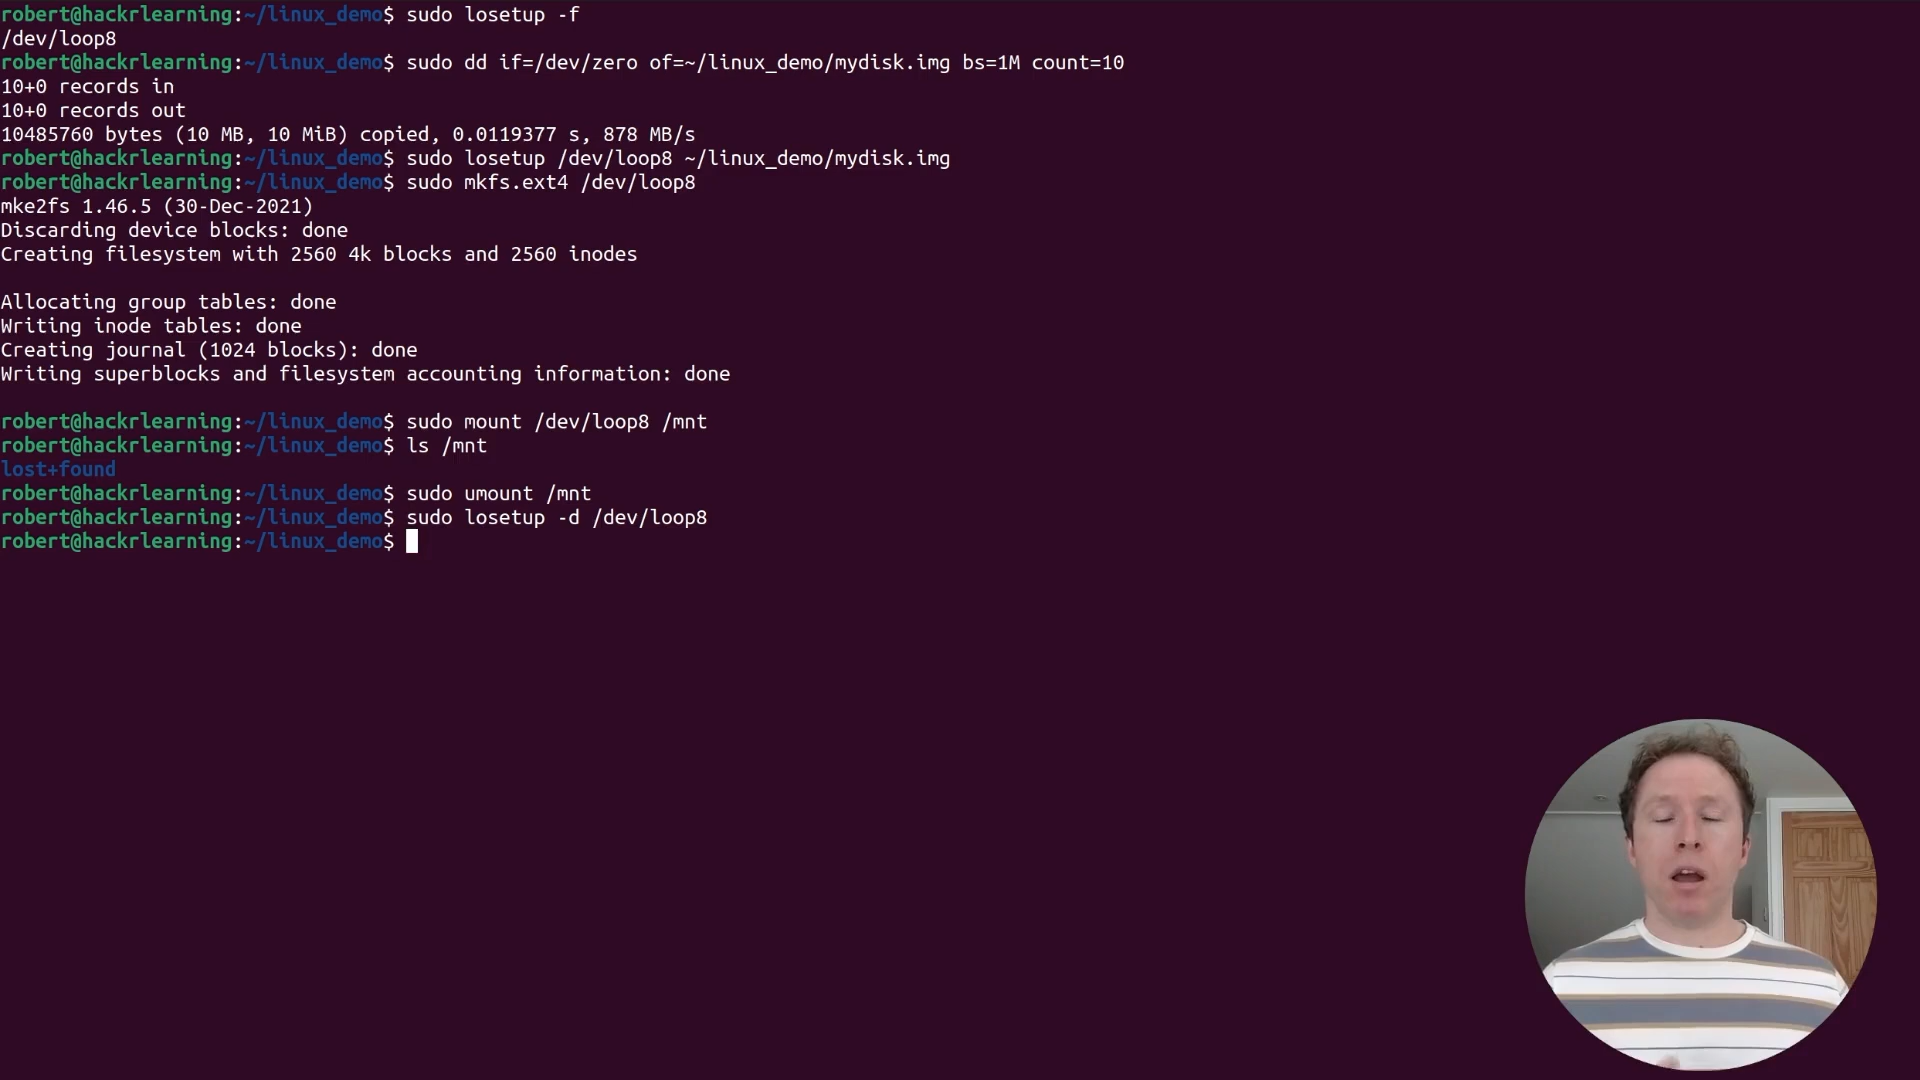 robert@hackrlearning:~/linux_demo$ sudo losetup -f
/dev/loop8
robert@hackrlearning:~/linux_demo$ sudo dd if=/dev/zero of=~/linux_demo/mydisk.img bs=1M count=10
10+0 records in
10+0 records out
10485760 bytes (10 MB, 10 MiB) copied, 0.0119377 s, 878 MB/s
robert@hackrlearning:~/linux_demo$ sudo losetup /dev/loop8 ~/linux_demo/mydisk.img
robert@hackrlearning:~/linux_demo$ sudo mkfs.ext4 /dev/loop8
mke2fs 1.46.5 (30-Dec-2021)
Discarding device blocks: done
Creating filesystem with 2560 4k blocks and 2560 inodes

Allocating group tables: done
Writing inode tables: done
Creating journal (1024 blocks): done
Writing superblocks and filesystem accounting information: done

robert@hackrlearning:~/linux_demo$ sudo mount /dev/loop8 /mnt
robert@hackrlearning:~/linux_demo$ ls /mnt
lost+found
robert@hackrlearning:~/linux_demo$ sudo umount /mnt
robert@hackrlearning:~/linux_demo$ sudo losetup -d /dev/loop8
robert@hackrlearning:~/linux_demo$